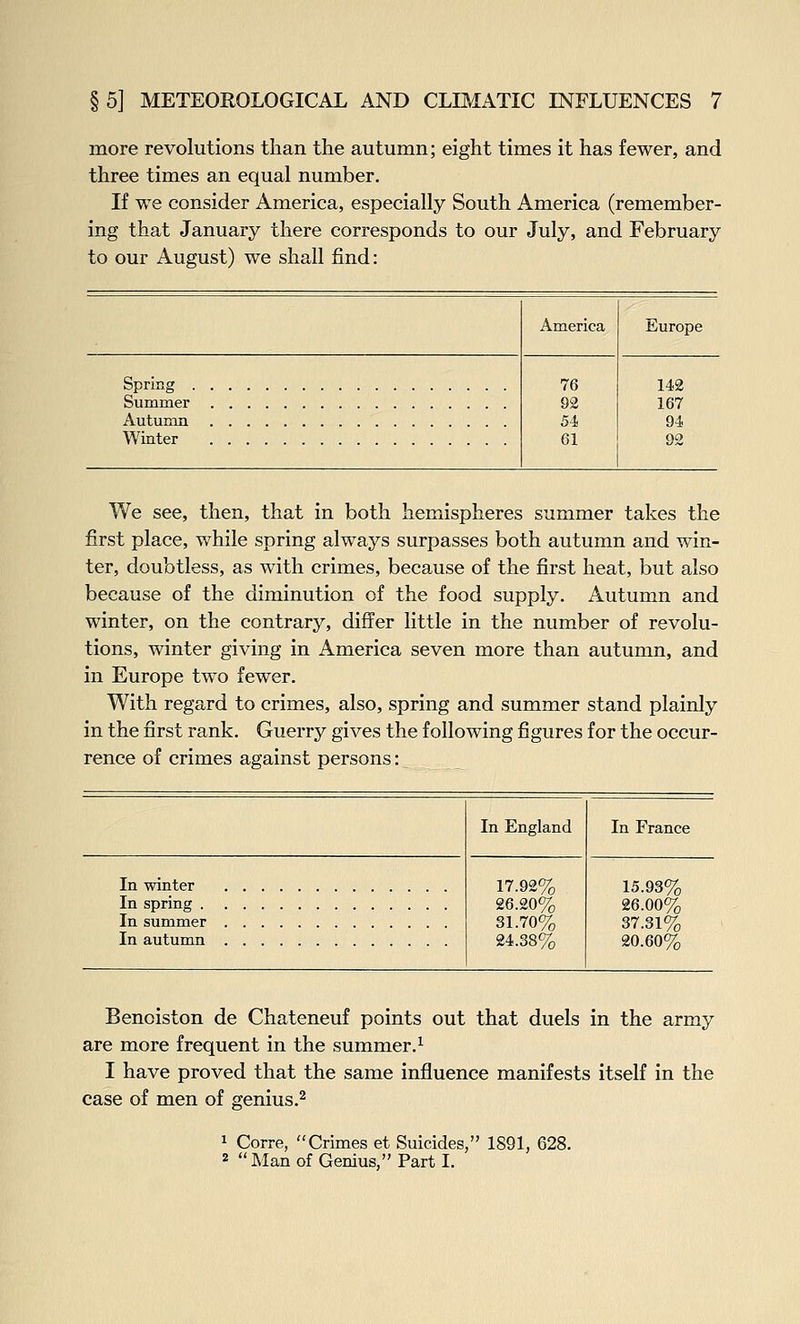 § 5] METEOROLOGICAL AND CLIMATIC INFLUENCES 7
more revolutions than the autumn; eight times it has fewer, and
three times an equal number.
If we consider America, especially South America (remember-
ing that January there corresponds to our July, and February
to our August) we shall find:
America Europe
Spring . . . . . . . . . . . . . . . . . . 76 142
Summer . . . . . . . . . . . . . . . . . 92 167
Autumn . . . . . . . . . . . . . . . . . 54 94
Winter . . . . . . . . . . . . . . . . . 61 92
We see, then, that in both hemispheres summer takes the
first place, while spring always surpasses both autumn and win-
ter, doubtless, as with crimes, because of the first heat, but also
because of the diminution of the food supply. Autumn and
winter, on the contrary, differ little in the number of revolu-
tions, winter giving in America seven more than autumn, and
in Europe two fewer.
With regard to crimes, also, spring and summer stand plainly
in the first rank. Guerry gives the following figures for the occur-
rence of crimes against persons:
In England In France
In winter . . . . . . . . . . . . . 17.92% 15.93%
In spring . . . . . . . . . . . . . . 26.20% 26.00%
In summer . . . . . . . . . . . . . 31.70% 37.31%
In autumn . . . . . . . . . . . . . 24.38% 20.60%
Benoiston de Chateneuf points out that duels in the army
are more frequent in the summer.¹
I have proved that the same influence manifests itself in the
case of men of genius.²
¹ Corre, "Crimes et Suicides," 1891, 628.
² "Man of Genius," Part I.